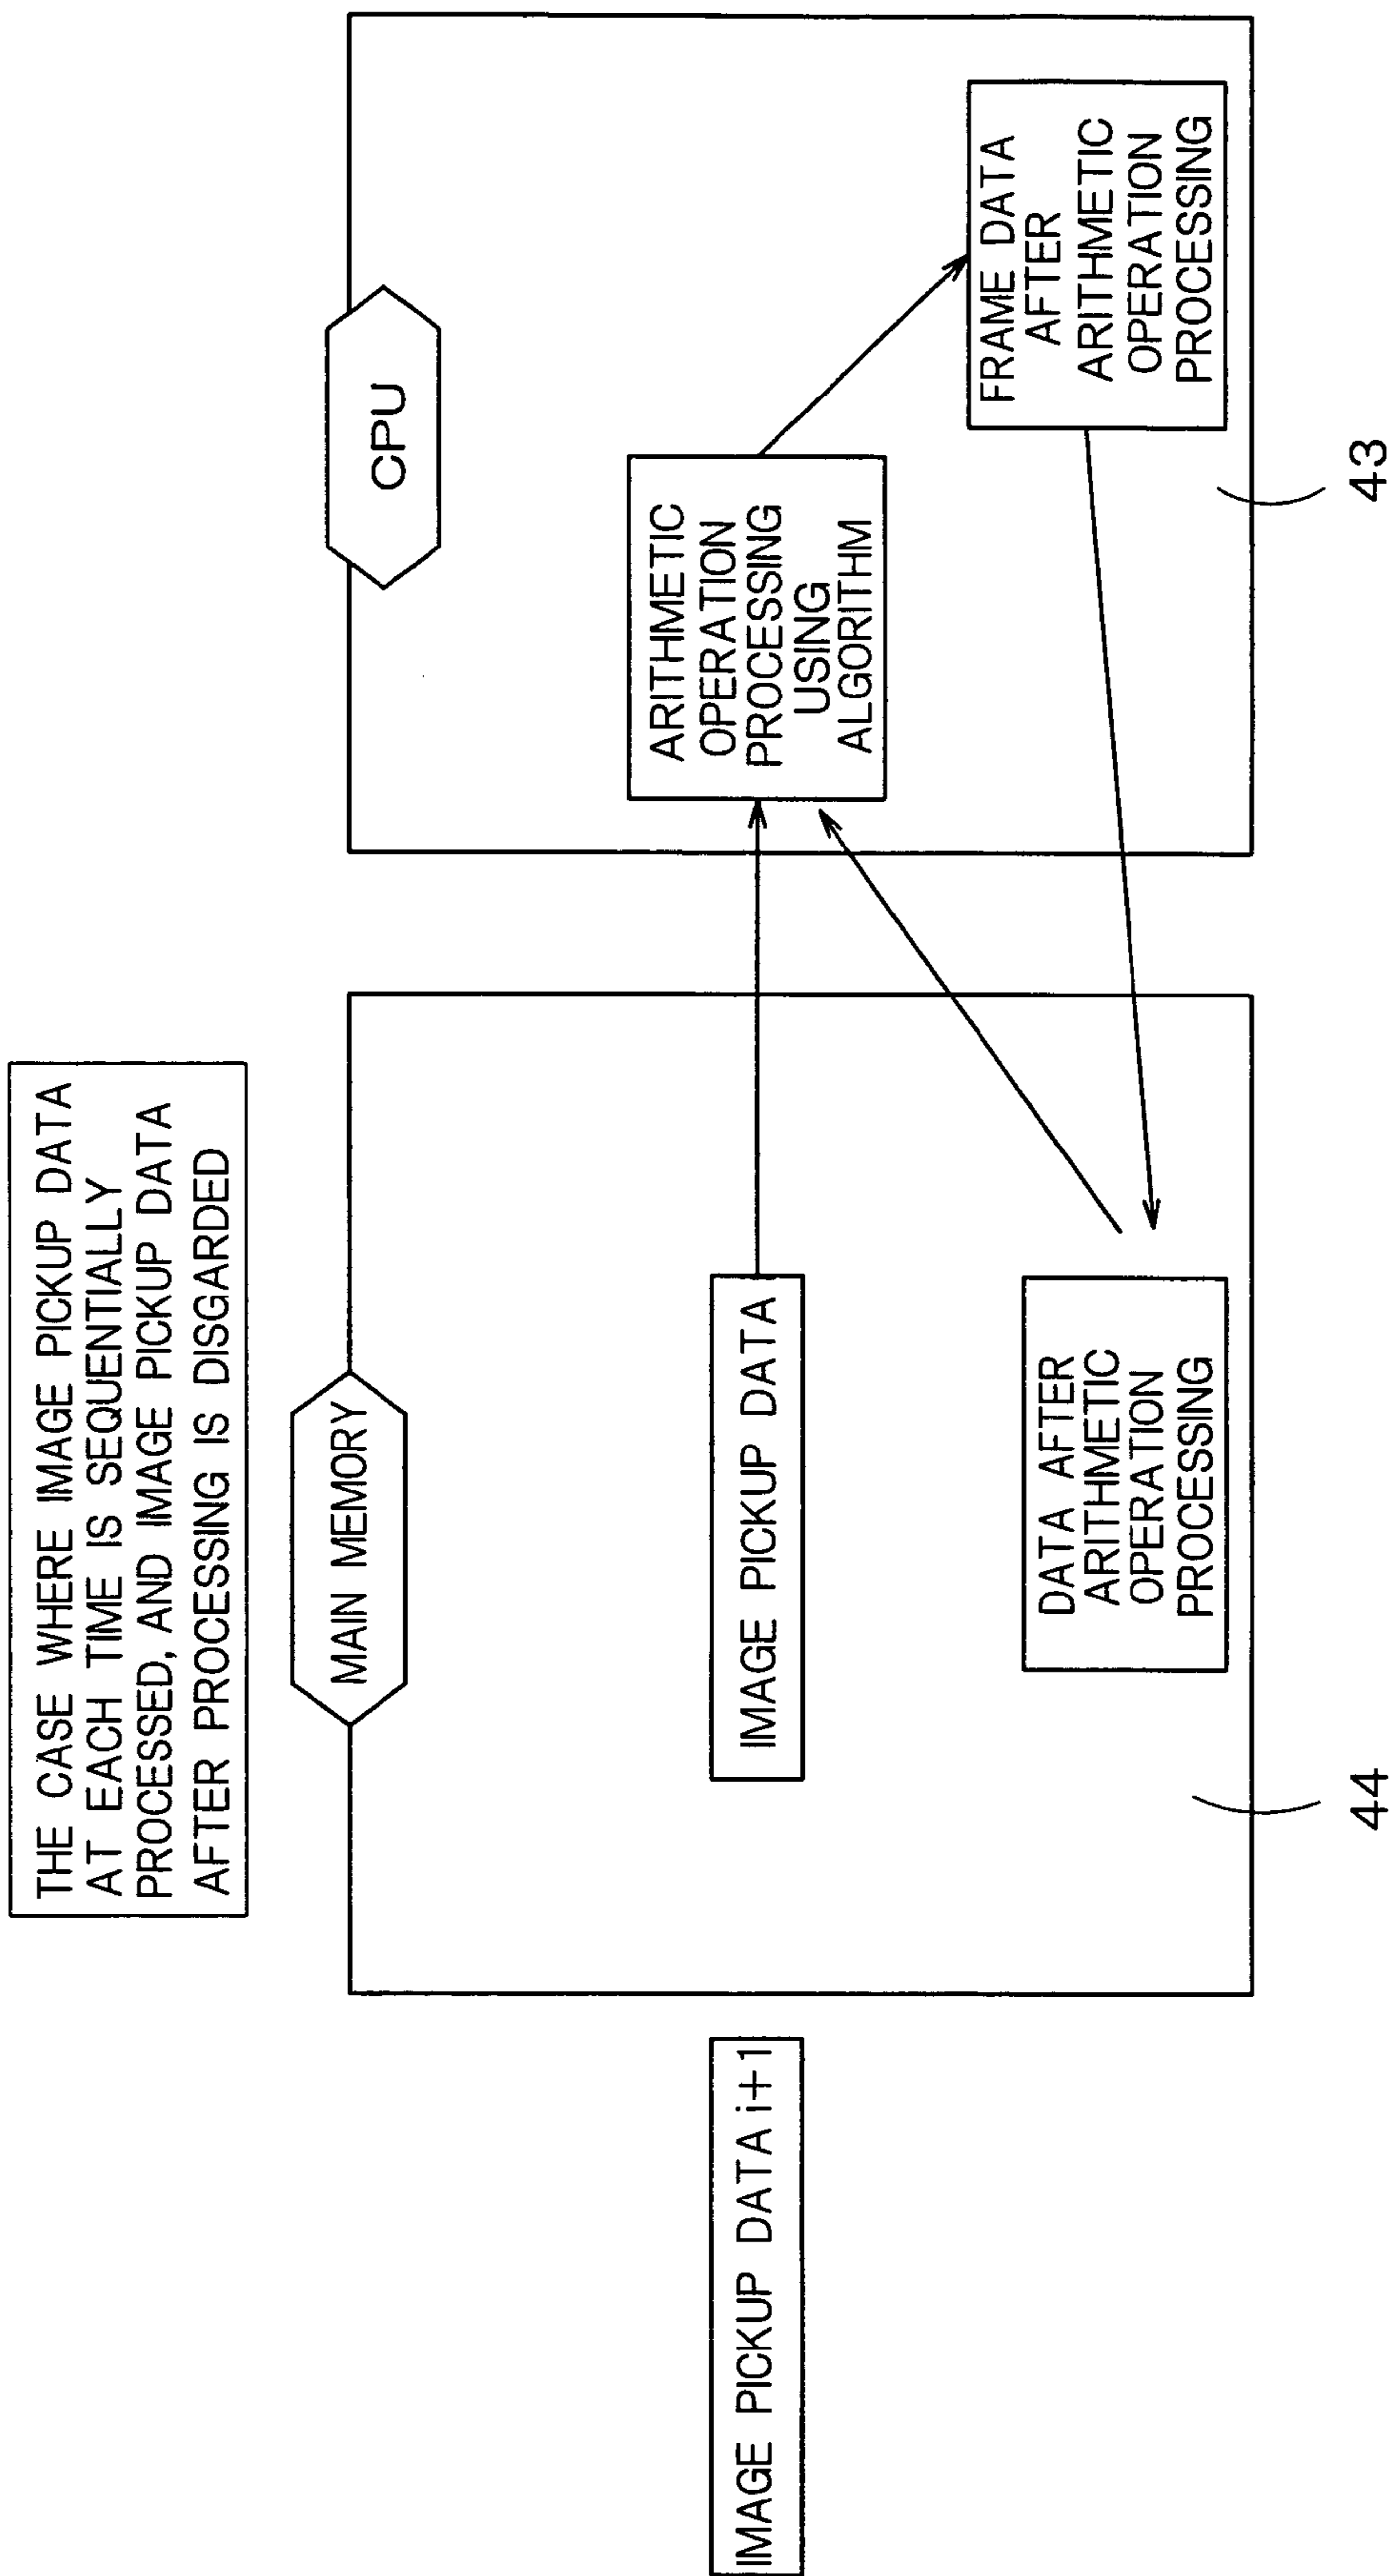 THE CASE WHERE IMAGE PICKUP DATA
AT EACH TIME IS SEQUENTIALLY
PROCESSED, AND IMAGE PICKUP DATA
AFTER PROCESSING IS DISGARDED
IMAGE PICKUP DATA i+1
MAIN MEMORY
IMAGE PICKUP DATA
DATA AFTER
ARITHMETIC
OPERATION
PROCESSING
44
CPU
ARITHMETIC
OPERATION
PROCESSING
USING
ALGORITHM
FRAME DATA
AFTER
ARITHMETIC
OPERATION
PROCESSING
43